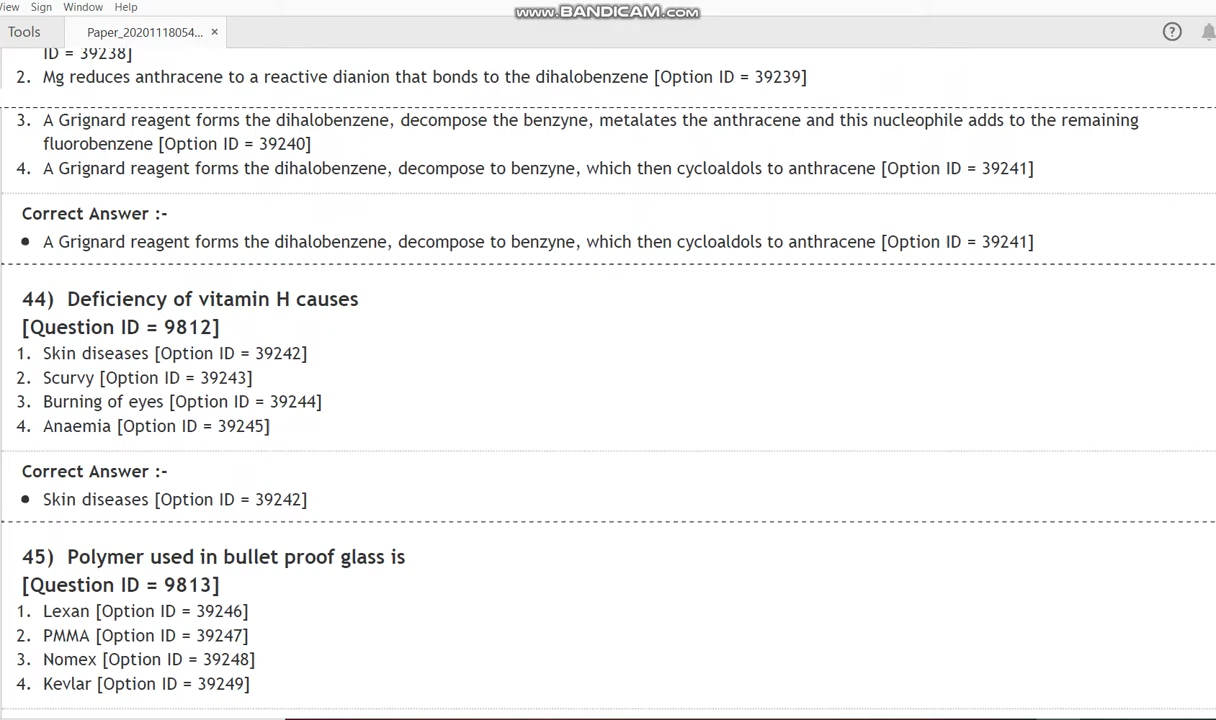 View Sign Window Help
www.BANDICAM.com
Tools Paper_20201118054... × ?
ID = 39238]
2. Mg reduces anthracene to a reactive dianion that bonds to the dihalobenzene [Option ID = 39239]
3. A Grignard reagent forms the dihalobenzene, decompose the benzyne, metalates the anthracene and this nucleophile adds to the remaining
fluorobenzene [Option ID = 39240]
4. A Grignard reagent forms the dihalobenzene, decompose to benzyne, which then cycloaldols to anthracene [Option ID = 39241]
Correct Answer :-
• A Grignard reagent forms the dihalobenzene, decompose to benzyne, which then cycloaldols to anthracene [Option ID = 39241]
44) Deficiency of vitamin H causes
[Question ID = 9812]
1. Skin diseases [Option ID = 39242]
2. Scurvy [Option ID = 39243]
3. Burning of eyes [Option ID = 39244]
4. Anaemia [Option ID = 39245]
Correct Answer :-
• Skin diseases [Option ID = 39242]
45) Polymer used in bullet proof glass is
[Question ID = 9813]
1. Lexan [Option ID = 39246]
2. PMMA [Option ID = 39247]
3. Nomex [Option ID = 39248]
4. Kevlar [Option ID = 39249]